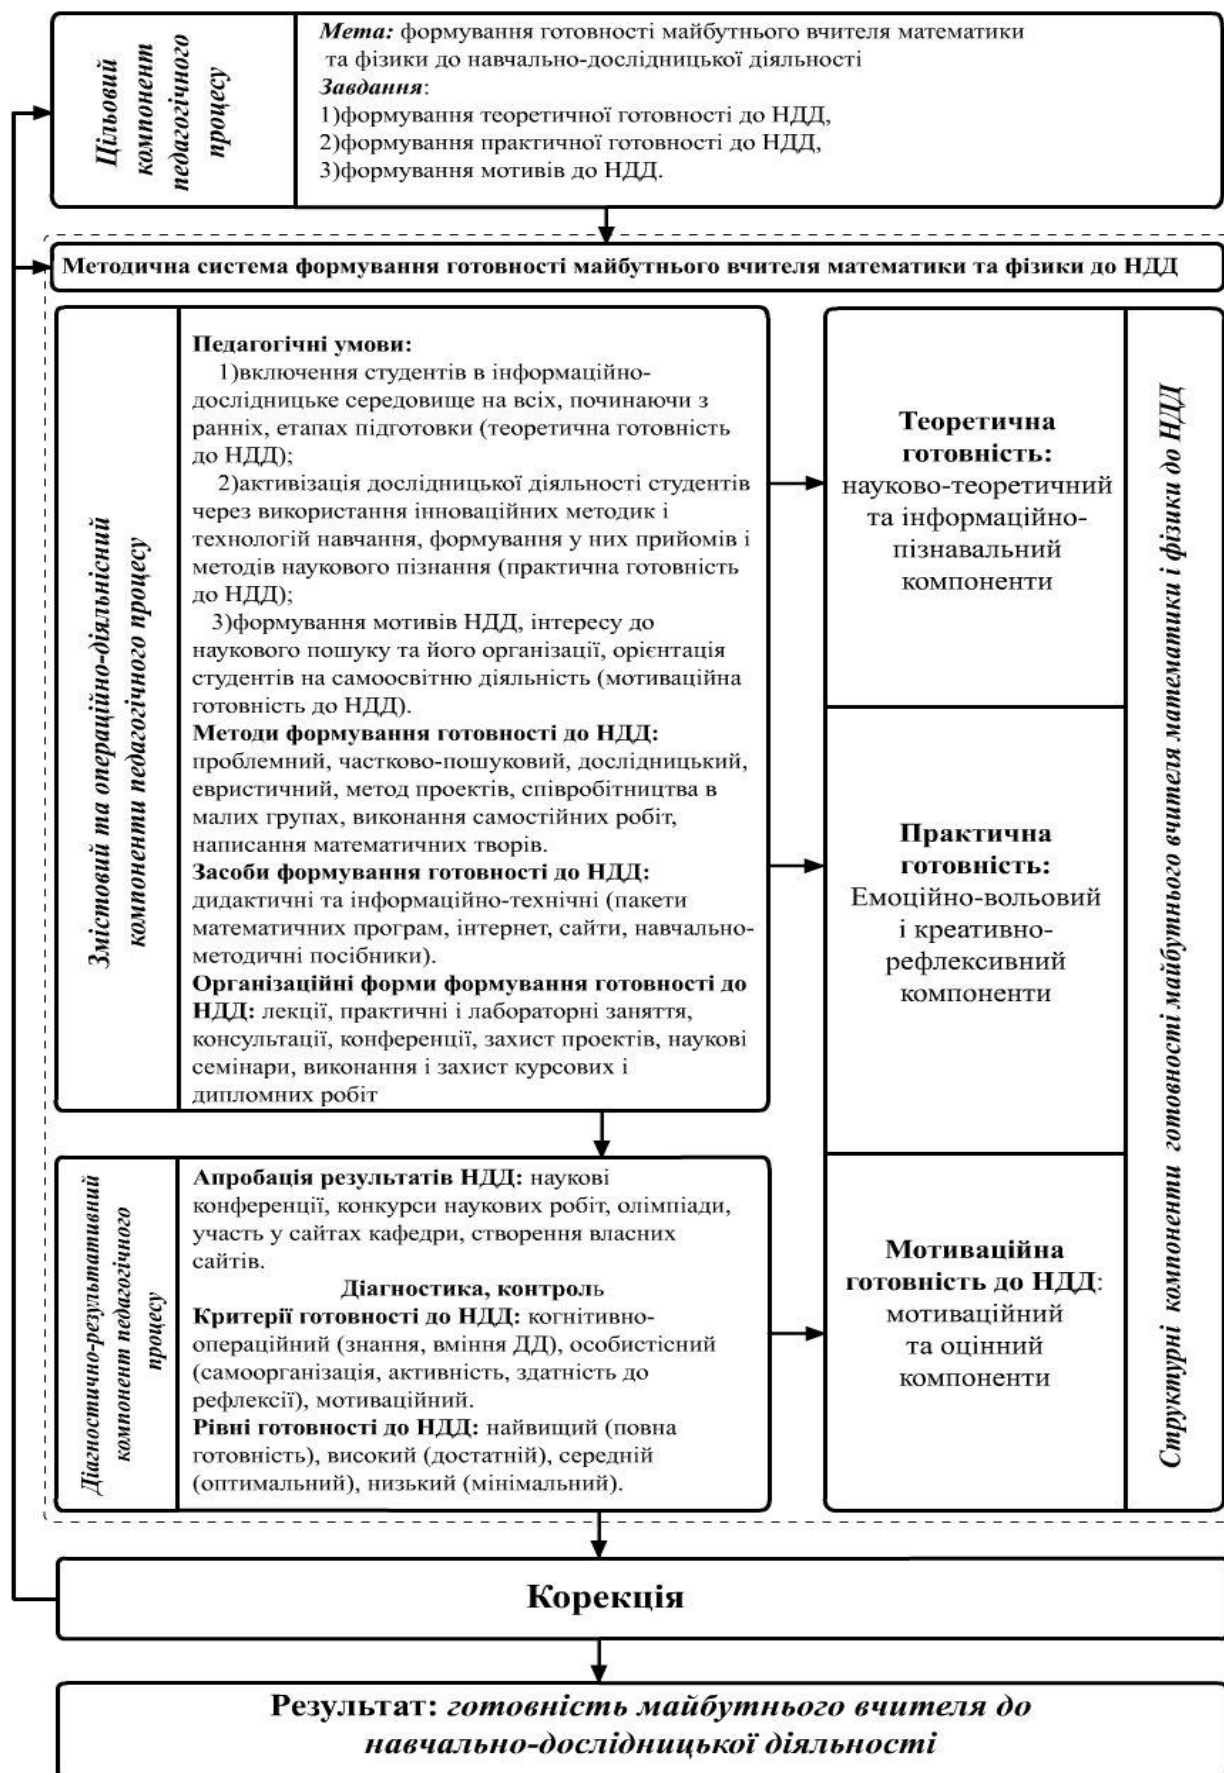 Цільовий
компонент
педагогічного
процесу
Мета: формування готовності майбутнього вчителя математики
та фізики до навчально-дослідницької діяльності
Завдання:
1)формування теоретичної готовності до НДД,
2)формування практичної готовності до НДД,
3)формування мотивів до НДД.
Методична система формування готовності майбутнього вчителя математики та фізики до НДД
Змістовий та операційно-діяльнісний
компоненти педагогічного процесу
Педагогічні умови:
1)включення студентів в інформаційно-
дослідницьке середовище на всіх, починаючи з
ранніх, етапах підготовки (теоретична готовність
до НДД);
2)активізація дослідницької діяльності студентів
через використання інноваційних методик і
технологій навчання, формування у них прийомів і
методів наукового пізнання (практична готовність
до НДД);
3)формування мотивів НДД, інтересу до
наукового пошуку та його організації, орієнтація
студентів на самоосвітню діяльність (мотиваційна
готовність до НДД).
Методи формування готовності до НДД:
проблемний, частково-пошуковий, дослідницький,
евристичний, метод проектів, співробітництва в
малих групах, виконання самостійних робіт,
написання математичних творів.
Засоби формування готовності до НДД:
дидактичні та інформаційно-технічні (пакети
математичних програм, інтернет, сайти, навчально-
методичні посібники).
Організаційні форми формування готовності до
НДД: лекції, практичні і лабораторні заняття,
консультації, конференції, захист проектів, наукові
семінари, виконання і захист курсових і
дипломних робіт
Теоретична
готовність:
науково-теоретичний
та інформаційно-
пізнавальний
компоненти
Практична
готовність:
Емоційно-вольовий
і креативно-
рефлексивний
компоненти
Мотиваційна
готовність до НДД:
мотиваційний
та оцінний
компоненти
Структурні компоненти готовності майбутнього вчителя математики і фізики до НДД
Діагностично-результативний
компонент педагогічного
процесу
Апробація результатів НДД: наукові
конференції, конкурси наукових робіт, олімпіади,
участь у сайтах кафедри, створення власних
сайтів.
Діагностика, контроль
Критерії готовності до НДД: когнітивно-
операційний (знання, вміння ДД), особистісний
(самоорганізація, активність, здатність до
рефлексії), мотиваційний.
Рівні готовності до НДД: найвищий (повна
готовність), високий (достатній), середній
(оптимальний), низький (мінімальний).
Корекція
Результат: готовність майбутнього вчителя до
навчально-дослідницької діяльності